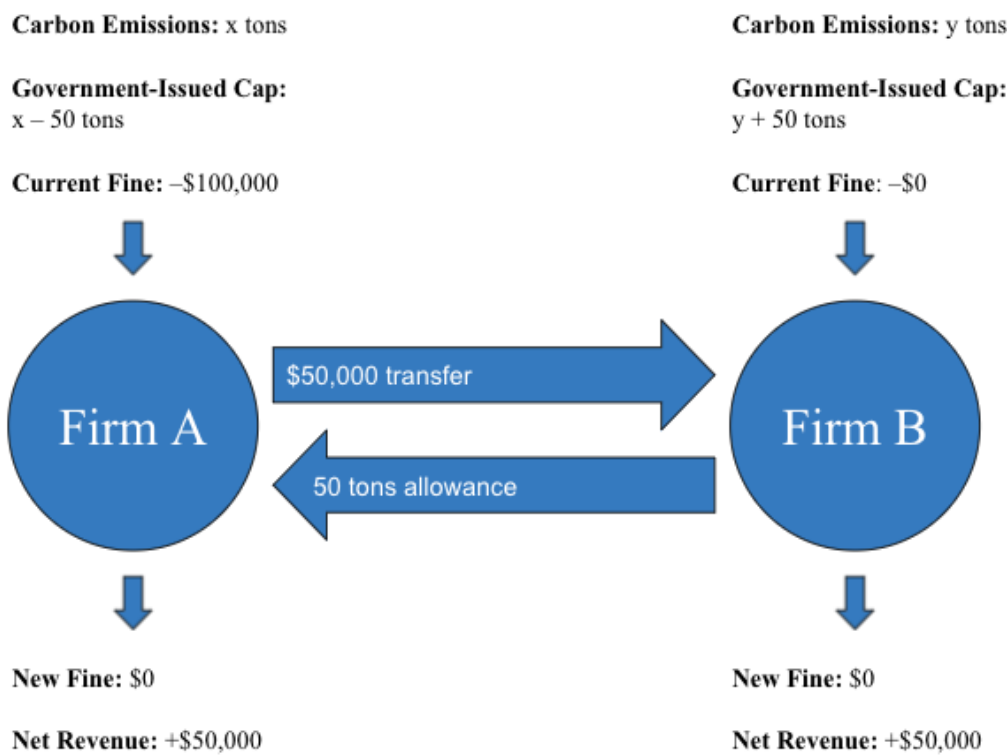 Carbon Emissions: x tons
Government-Issued Cap:
x – 50 tons
Current Fine: –$100,000
Carbon Emissions: y tons
Government-Issued Cap:
y + 50 tons
Current Fine: –$0
Firm A
$50,000 transfer
50 tons allowance
Firm B
New Fine: $0
Net Revenue: +$50,000
New Fine: $0
Net Revenue: +$50,000